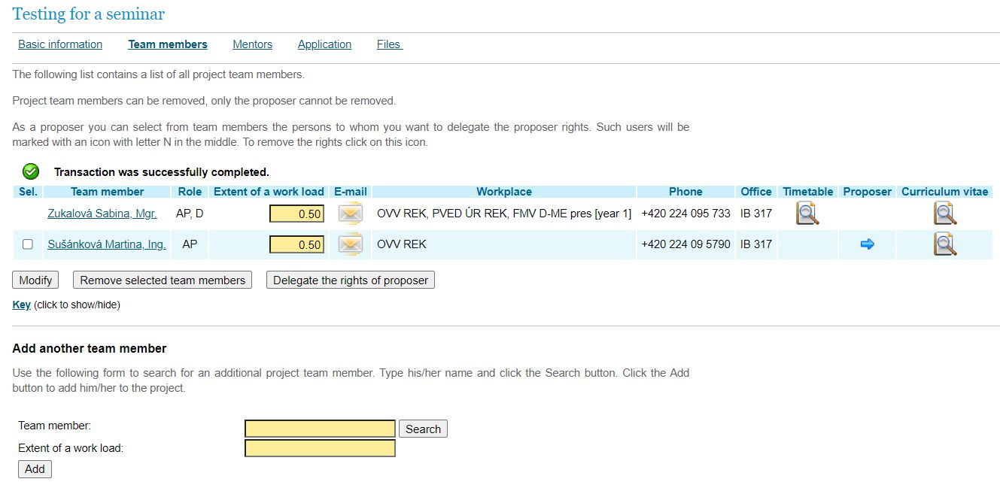 Testing for a seminar
Basic information Team members Mentors Application Files
The following list contains a list of all project team members.
Project team members can be removed, only the proposer cannot be removed.
As a proposer you can select from team members the persons to whom you want to delegate the proposer rights. Such users will be
marked with an icon with letter N in the middle. To remove the rights click on this icon.
Transaction was successfully completed.
Sel. Team member Role Extent of a work load E-mail Workplace Phone Office Timetable Proposer Curriculum vitae
Zukalová Sabina, Mgr. AP, D 0.50 OVV REK, PVED ÚR REK, FMV D-ME pres [year 1] +420 224 095 733 IB 317
Sušánková Martina, Ing. AP 0.50 OVV REK +420 224 09 5790 IB 317
Modify Remove selected team members Delegate the rights of proposer
Key (click to show/hide)
Add another team member
Use the following form to search for an additional project team member. Type his/her name and click the Search button. Click the Add
button to add him/her to the project.
Team member: Search
Extent of a work load:
Add